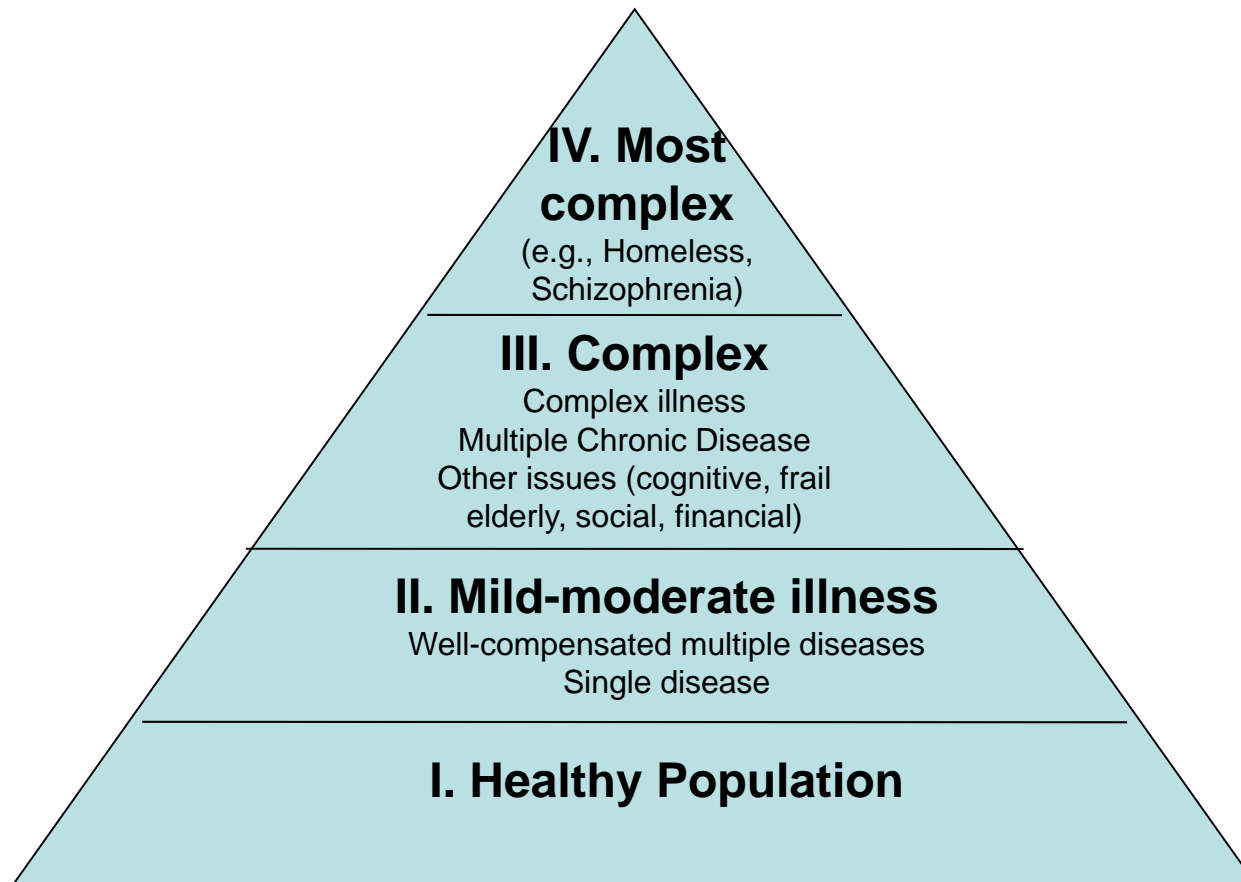 IV. Most
complex
(e.g., Homeless,
Schizophrenia)
III. Complex
Complex illness
Multiple Chronic Disease
Other issues (cognitive, frail
elderly, social, financial)
II. Mild-moderate illness
Well-compensated multiple diseases
Single disease
I. Healthy Population